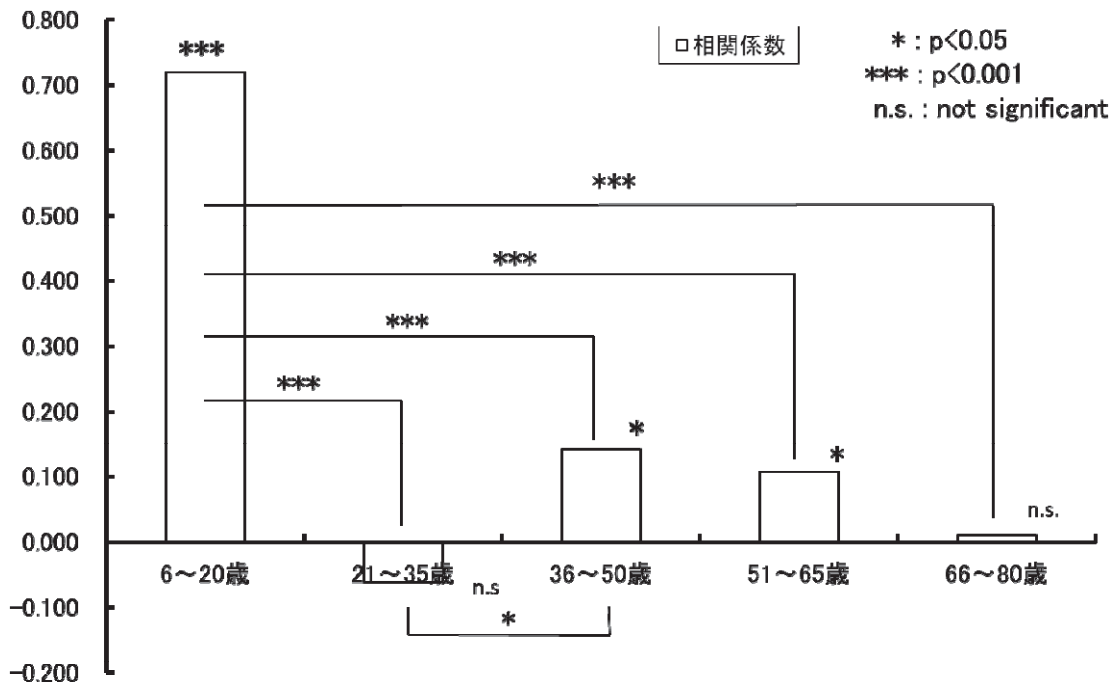 0.800
0.700
0.600
0.500
0.400
0.300
0.200
0.100
0.000
-0.100
-0.200
□相関係数
* : p<0.05
*** : p<0.001
n.s. : not significant
***
***
***
***
***
*
*
n.s.
6~20歳
21~35歳
36~50歳
51~65歳
66~80歳
n.s
*